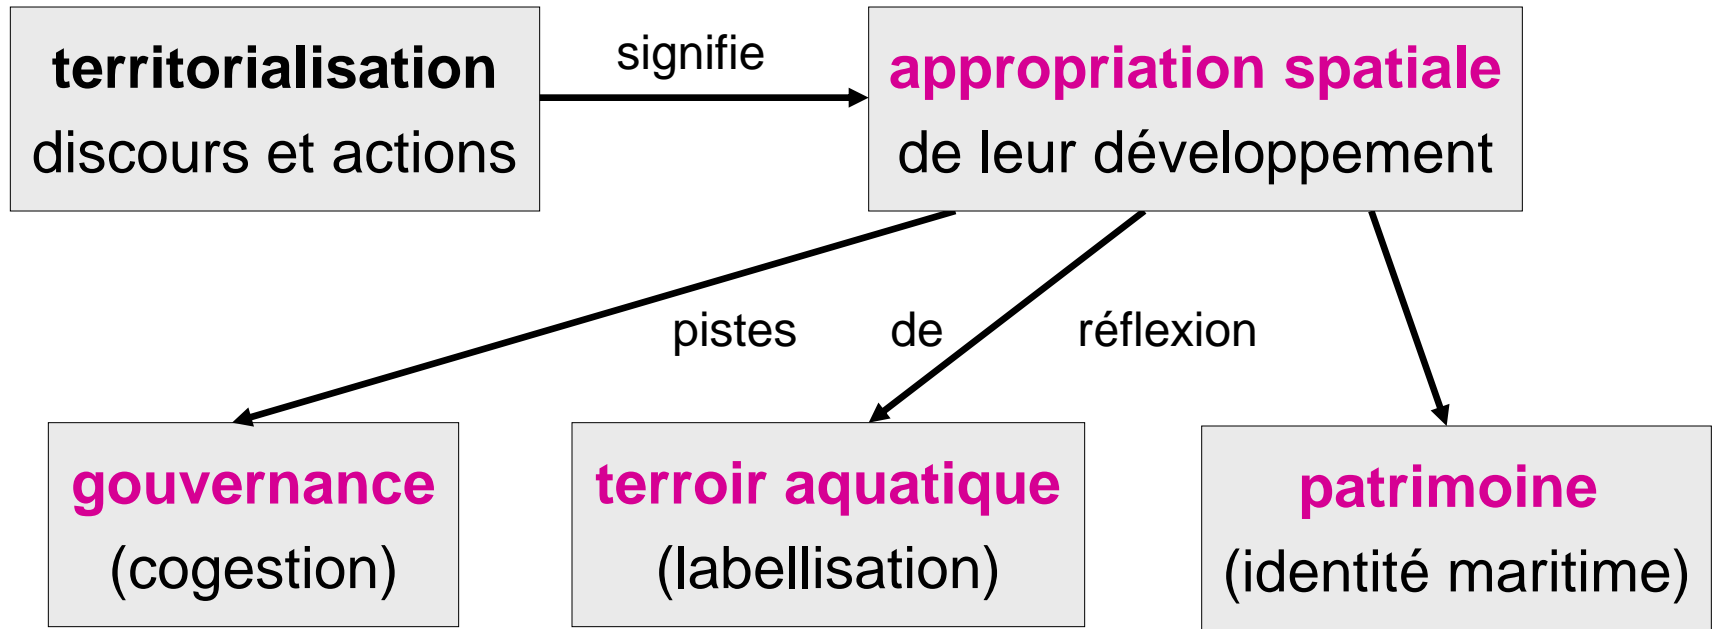 territorialisation
discours et actions
signifie
appropriation spatiale
de leur développement
pistes de réflexion
gouvernance
(cogestion)
terroir aquatique
(labellisation)
patrimoine
(identité maritime)